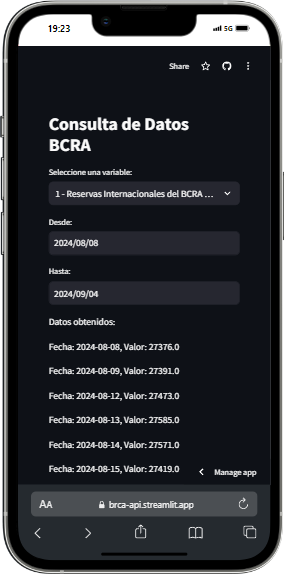 19:23
5G
Share
Consulta de Datos
BCRA
Seleccione una variable:
1 - Reservas Internacionales del BCRA ...
Desde:
2024/08/08
Hasta:
2024/09/04
Datos obtenidos:
Fecha: 2024-08-08, Valor: 27376.0
Fecha: 2024-08-09, Valor: 27391.0
Fecha: 2024-08-12, Valor: 27473.0
Fecha: 2024-08-13, Valor: 27585.0
Fecha: 2024-08-14, Valor: 27571.0
Fecha: 2024-08-15, Valor: 27419.0
Manage app
AA brca-api.streamlit.app